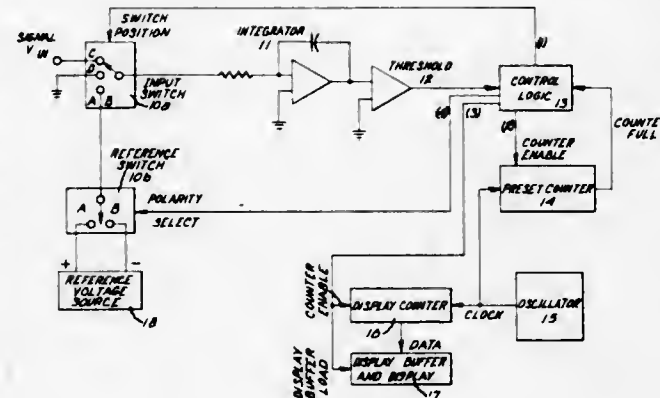 SWITCH
POSITION
SIGNAL
V IN
C
D
A
B
INPUT
SWITCH
10a
INTEGRATOR
11
THRESHOLD
12
(1)
CONTROL
LOGIC
13
(4)
(3)
(2)
COUNTER
ENABLE
COUNTER
FULL
PRESET COUNTER
14
REFERENCE
SWITCH
10b
A
B
POLARITY
SELECT
+
-
REFERENCE
VOLTAGE
SOURCE
18
COUNTER
ENABLE
DISPLAY COUNTER
16
CLOCK
OSCILLATOR
15
DATA
DISPLAY
BUFFER
LOAD
DISPLAY BUFFER
AND DISPLAY
17